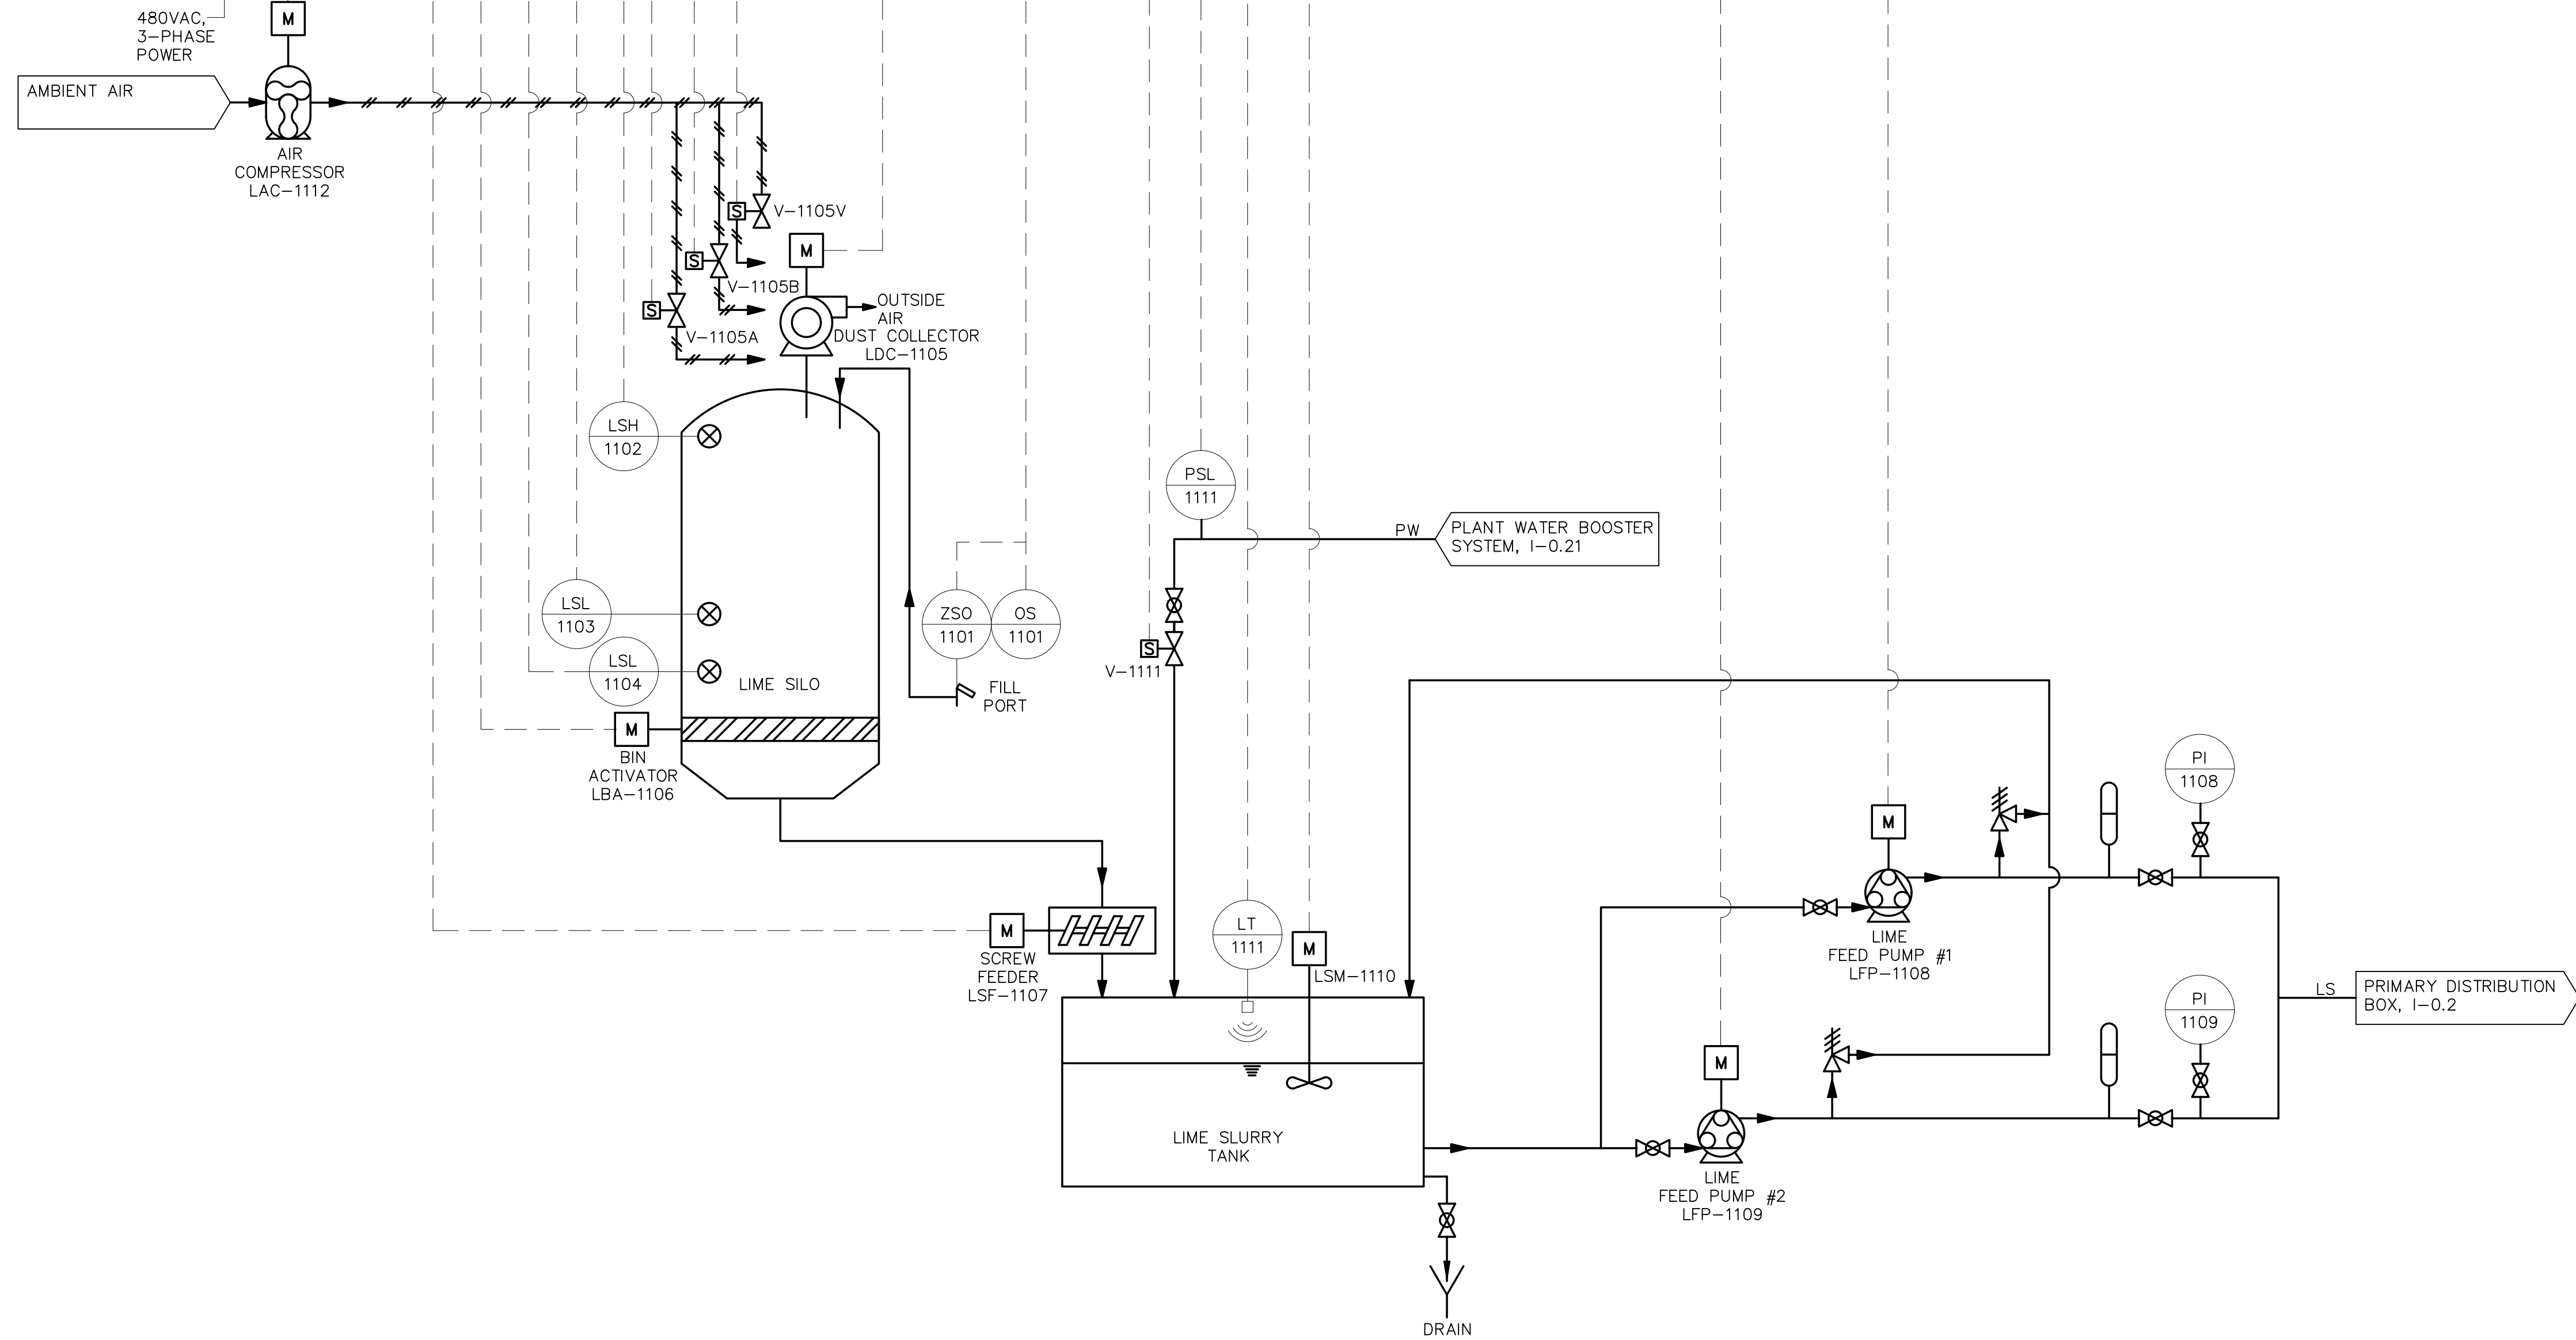 480VAC,
3-PHASE
POWER
M
AMBIENT AIR
AIR
COMPRESSOR
LAC-1112
S
V-1105V
S
V-1105B
S
V-1105A
M
OUTSIDE
AIR
DUST COLLECTOR
LDC-1105
LSH
1102
LSL
1103
LSL
1104
LIME SILO
M
BIN
ACTIVATOR
LBA-1106
ZSO
1101
OS
1101
FILL
PORT
PSL
1111
PW
PLANT WATER BOOSTER
SYSTEM, I-0.21
S
V-1111
M
SCREW
FEEDER
LSF-1107
LT
1111
M
LSM-1110
LIME SLURRY
TANK
DRAIN
M
LIME
FEED PUMP #1
LFP-1108
PI
1108
M
LIME
FEED PUMP #2
LFP-1109
PI
1109
LS
PRIMARY DISTRIBUTION
BOX, I-0.2